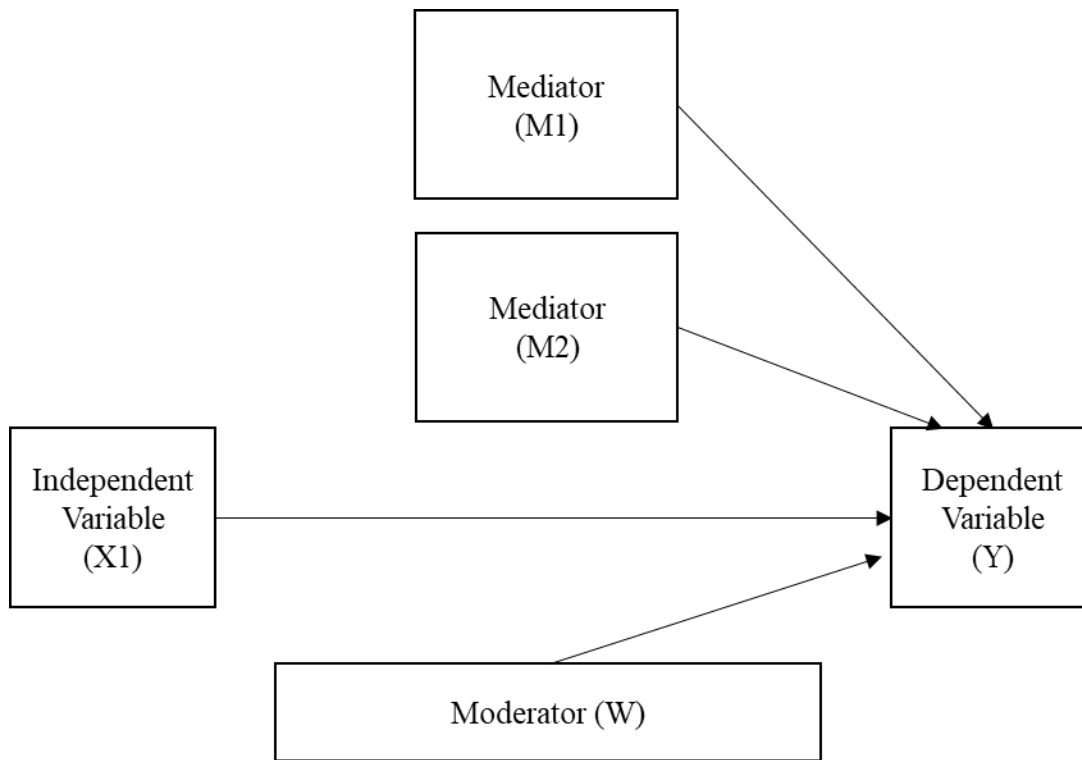 Mediator
(M1)
Mediator
(M2)
Independent
Variable
(X1)
Dependent
Variable
(Y)
Moderator (W)